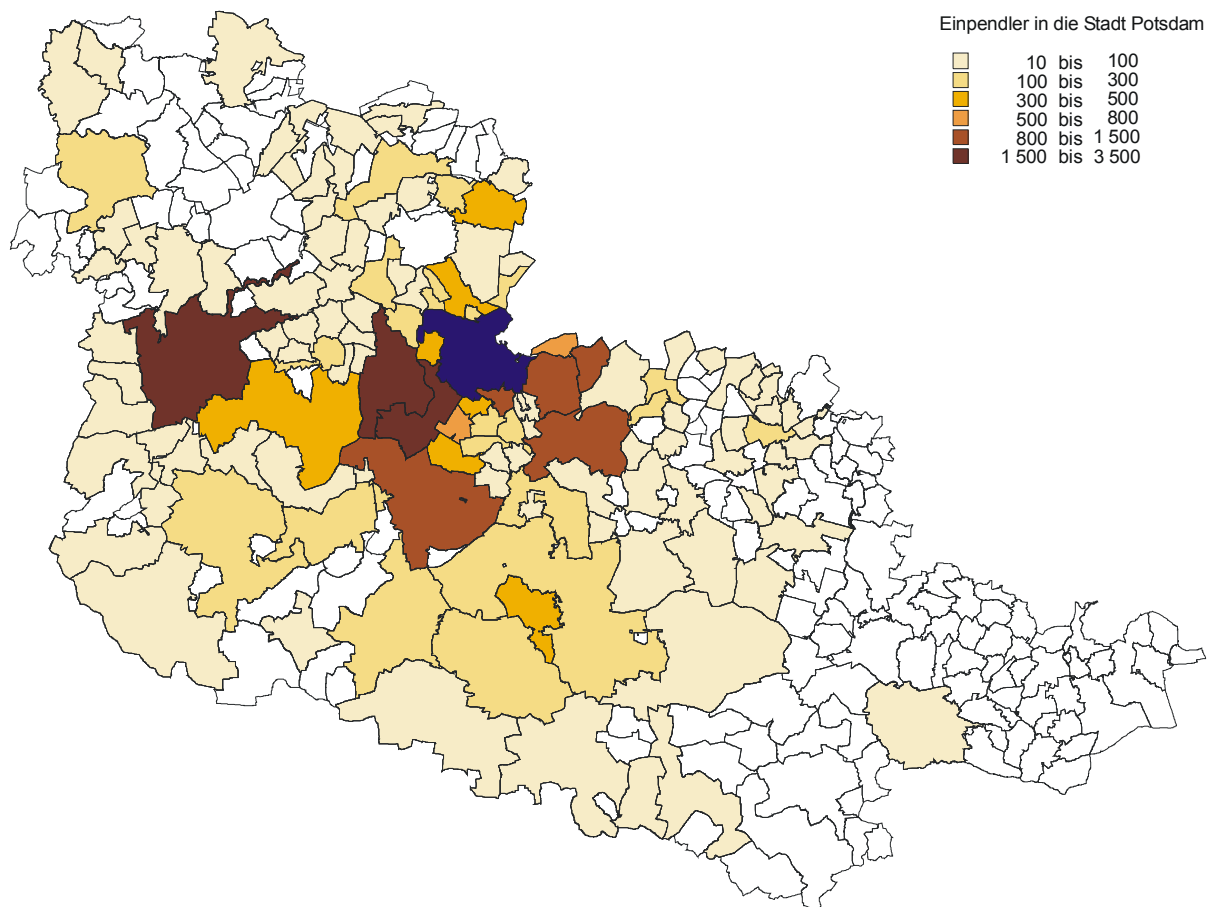 Einpendler in die Stadt Potsdam
10 bis 100
100 bis 300
300 bis 500
500 bis 800
800 bis 1 500
1 500 bis 3 500